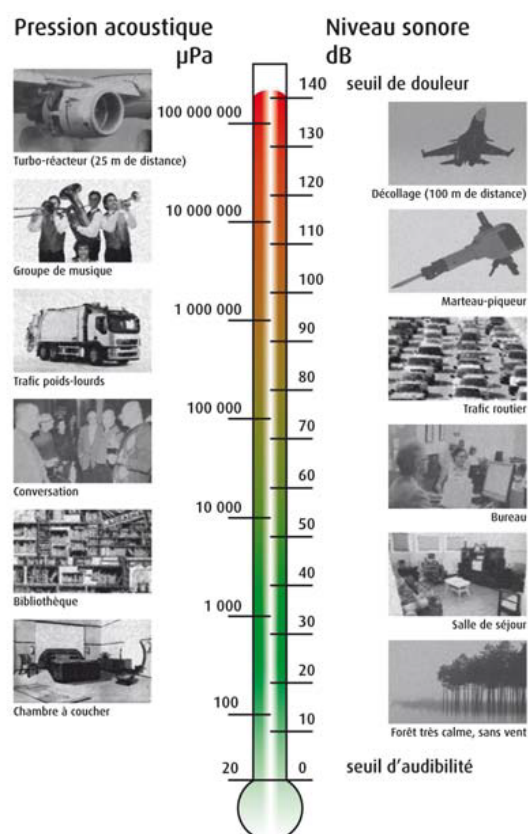 Pression acoustique
µPa
Niveau sonore
dB
140
seuil de douleur
100 000 000
130
Turbo-réacteur (25 m de distance)
120
Décollage (100 m de distance)
10 000 000
110
Groupe de musique
100
Marteau-piqueur
1 000 000
90
Trafic poids-lourds
80
Trafic routier
100 000
70
Conversation
60
Bureau
10 000
50
Bibliothèque
40
1 000
Salle de séjour
30
20
Chambre à coucher
100
10
Forêt très calme, sans vent
20
0
seuil d'audibilité